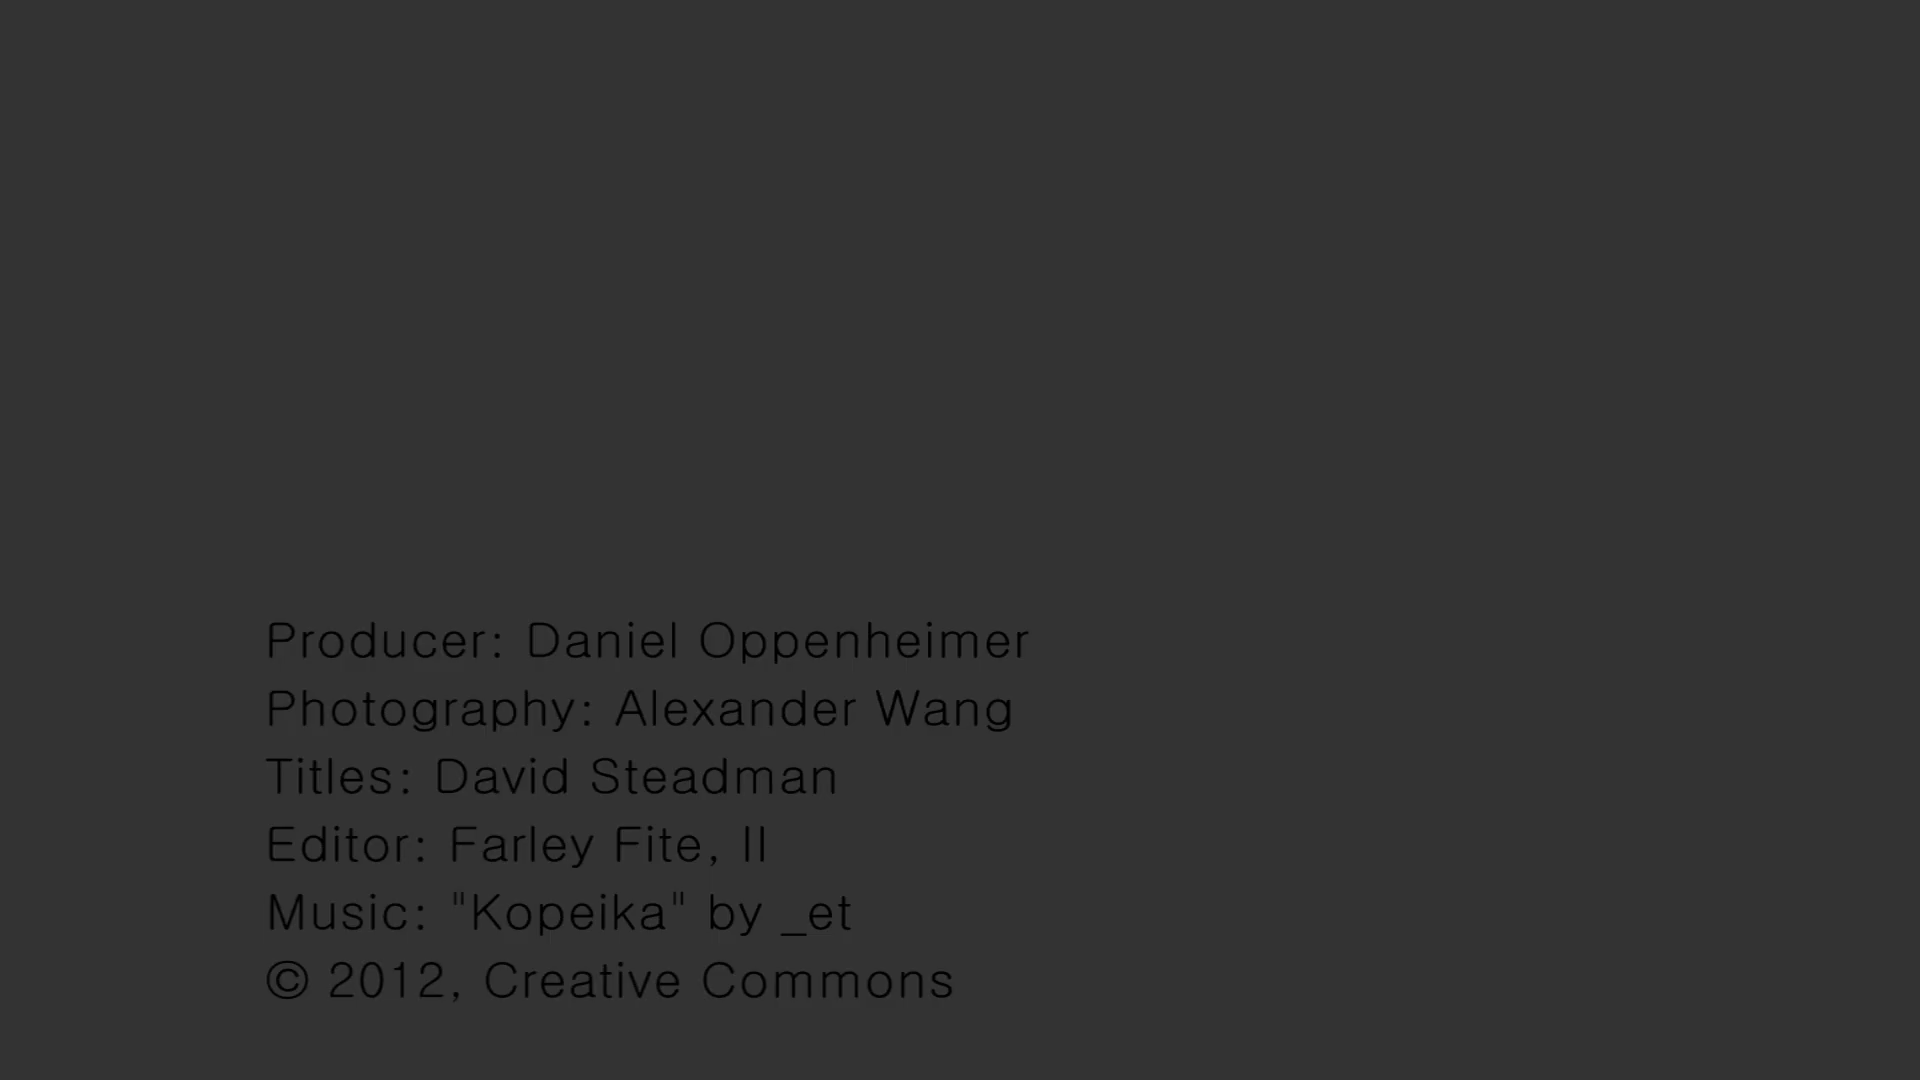 Producer: Daniel Oppenheimer
Photography: Alexander Wang
Titles: David Steadman
Editor: Farley Fite, II
Music: "Kopeika" by _et
© 2012, Creative Commons